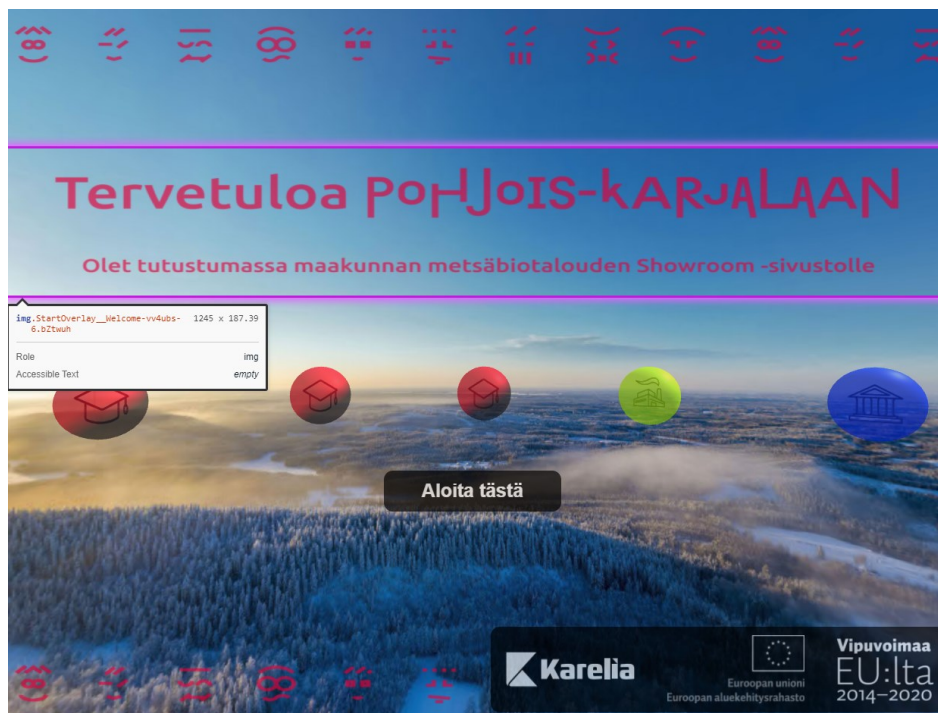 Tervetuloa POHJOIS-kARJALAAN
Olet tutustumassa maakunnan metsäbiotalouden Showroom -sivustolle
img.StartOverlay__Welcome-vv4ubs-6.bZtwuh 1245 x 187.39
Role img
Accessible Text empty
Aloita tästä
Karelia
Euroopan unioni
Euroopan aluekehitysrahasto
Vipuvoimaa
EU:lta
2014–2020